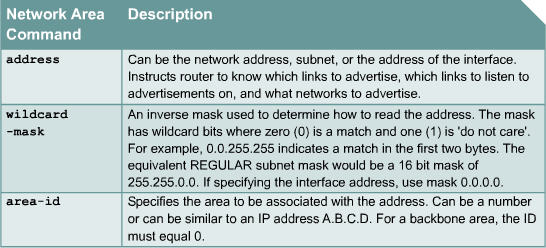 Network Area Description
Command
address Can be the network address, subnet, or the address of the interface.
Instructs router to know which links to advertise, which links to listen to
advertisements on, and what networks to advertise.
wildcard An inverse mask used to determine how to read the address. The mask
-mask has wildcard bits where zero (0) is a match and one (1) is 'do not care'.
For example, 0.0.255.255 indicates a match in the first two bytes. The
equivalent REGULAR subnet mask would be a 16 bit mask of
255.255.0.0. If specifying the interface address, use mask 0.0.0.0.
area-id Specifies the area to be associated with the address. Can be a number
or can be similar to an IP address A.B.C.D. For a backbone area, the ID
must equal 0.